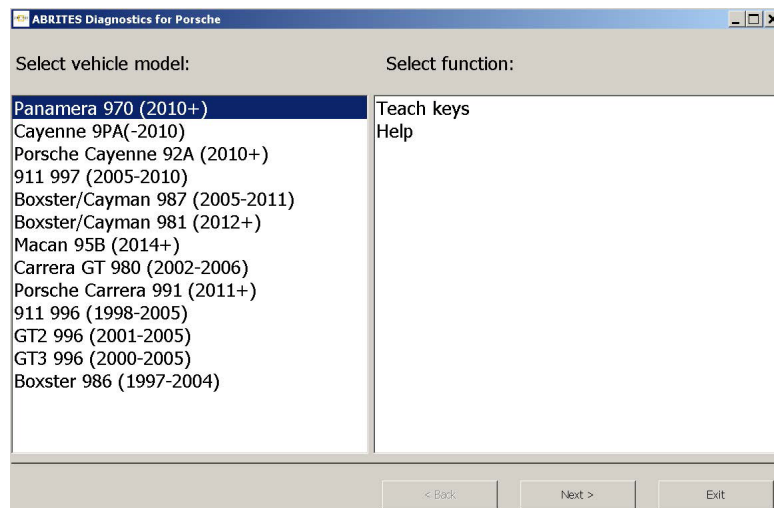 ABRITES Diagnostics for Porsche
Select vehicle model:
Select function:
Panamera 970 (2010+)
Cayenne 9PA(-2010)
Porsche Cayenne 92A (2010+)
911 997 (2005-2010)
Boxster/Cayman 987 (2005-2011)
Boxster/Cayman 981 (2012+)
Macan 95B (2014+)
Carrera GT 980 (2002-2006)
Porsche Carrera 991 (2011+)
911 996 (1998-2005)
GT2 996 (2001-2005)
GT3 996 (2000-2005)
Boxster 986 (1997-2004)
Teach keys
Help
< Back
Next >
Exit